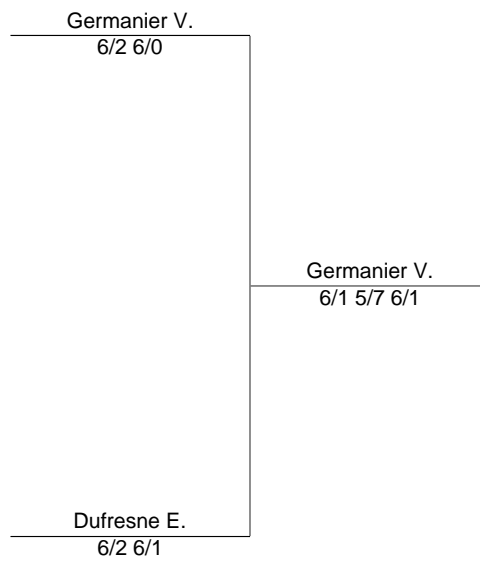 Germanier V.
6/2 6/0
Germanier V.
6/1 5/7 6/1
Dufresne E.
6/2 6/1